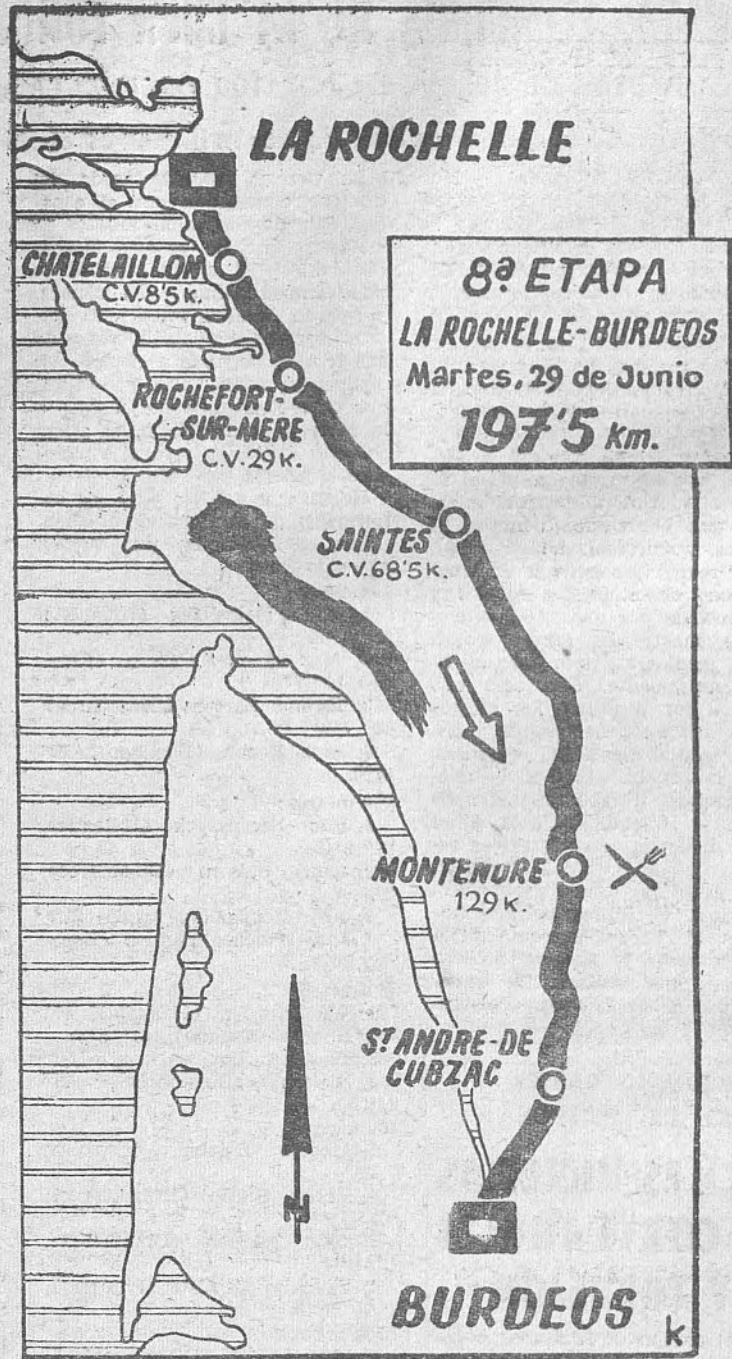 LA ROCHELLE
CHATELAILLON
C.V.8'5 K.
8ª ETAPA
LA ROCHELLE-BURDEOS
Martes, 29 de Junio
197'5 Km.
ROCHEFORT-
SUR-MERE
C.V. 29 K.
SAINTES
C.V.68'5 K.
MONTENDRE
129 K.
ST ANDRE-DE
CUBZAC
N
BURDEOS
k